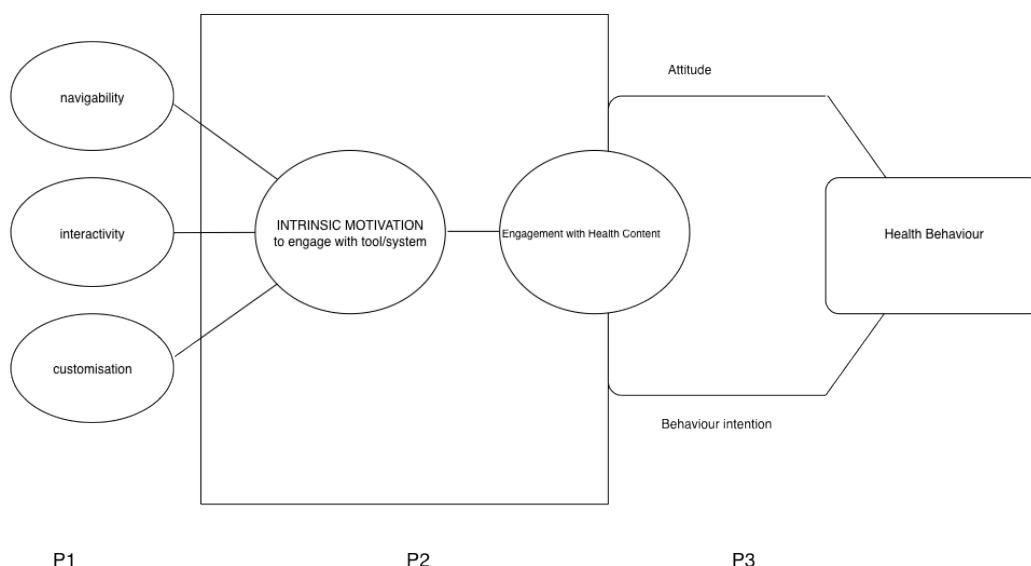 navigability
interactivity
customisation
INTRINSIC MOTIVATION
to engage with tool/system
Engagement with Health Content
Attitude
Behaviour intention
Health Behaviour
P1
P2
P3